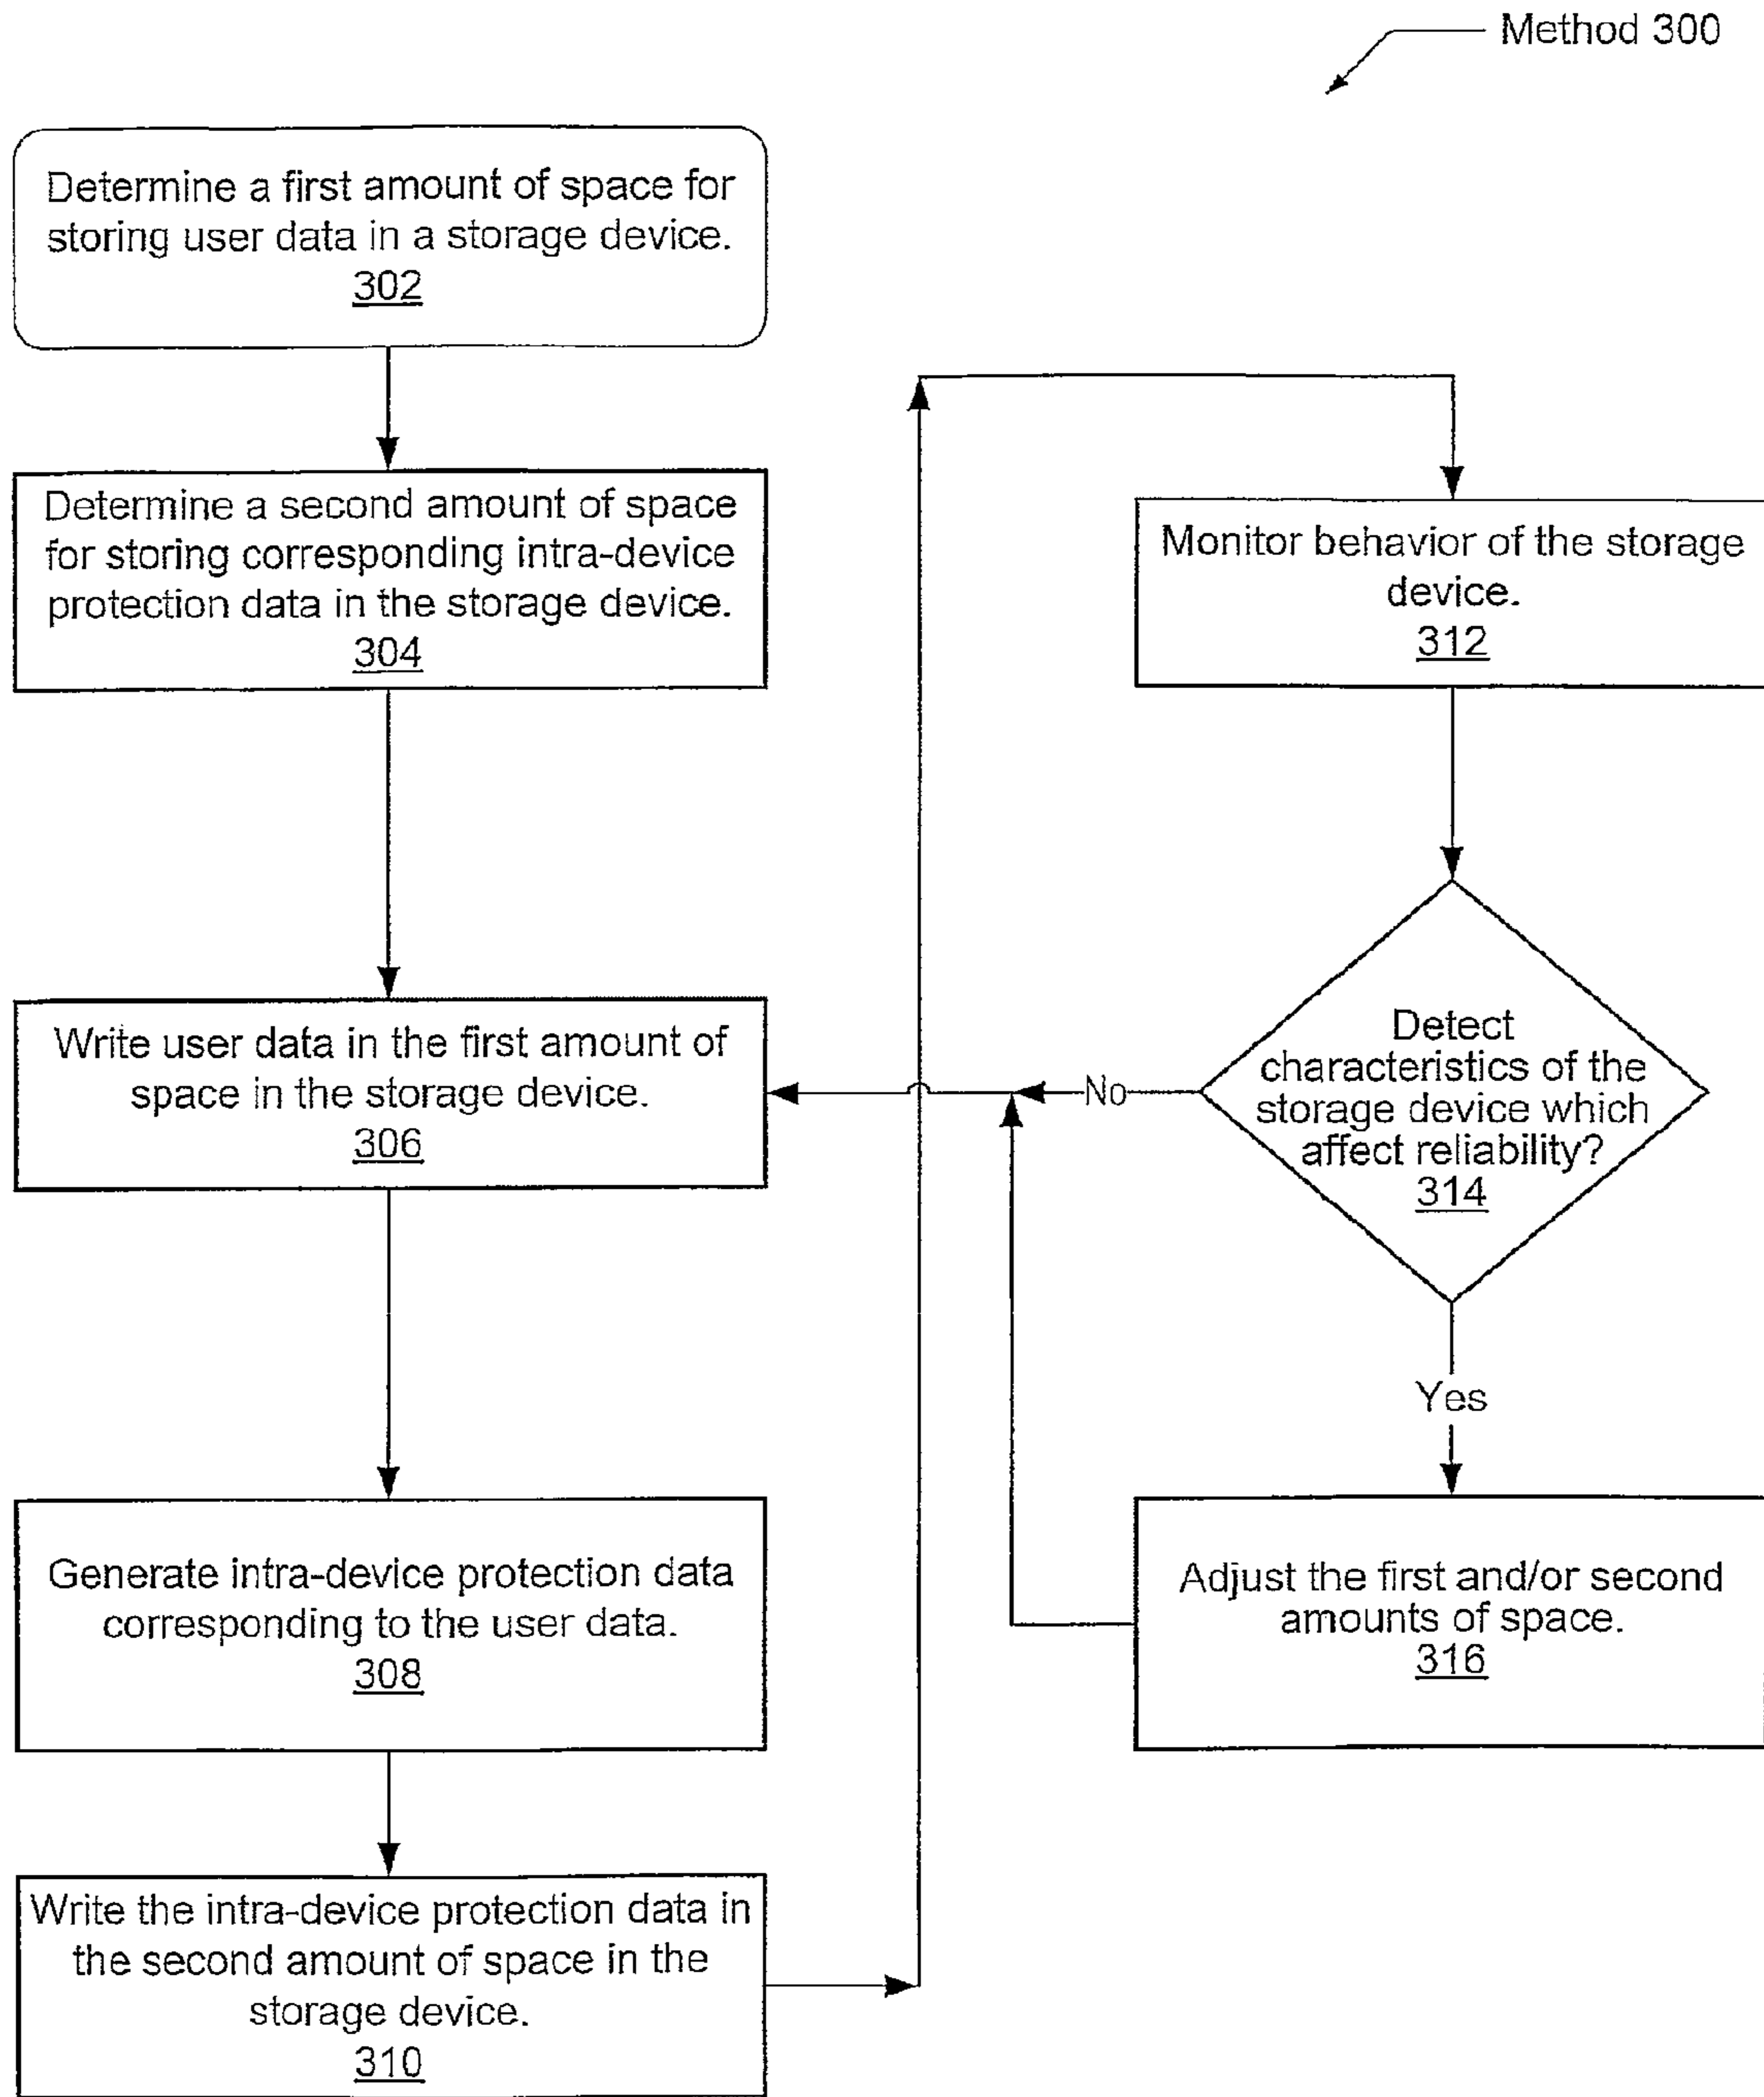 Method 300
Determine a first amount of space for
storing user data in a storage device.
302
Determine a second amount of space
for storing corresponding intra-device
protection data in the storage device.
304
Write user data in the first amount of
space in the storage device.
306
Generate intra-device protection data
corresponding to the user data.
308
Write the intra-device protection data in
the second amount of space in the
storage device.
310
Monitor behavior of the storage
device.
312
Detect
characteristics of the
storage device which
affect reliability?
314
No
Yes
Adjust the first and/or second
amounts of space.
316